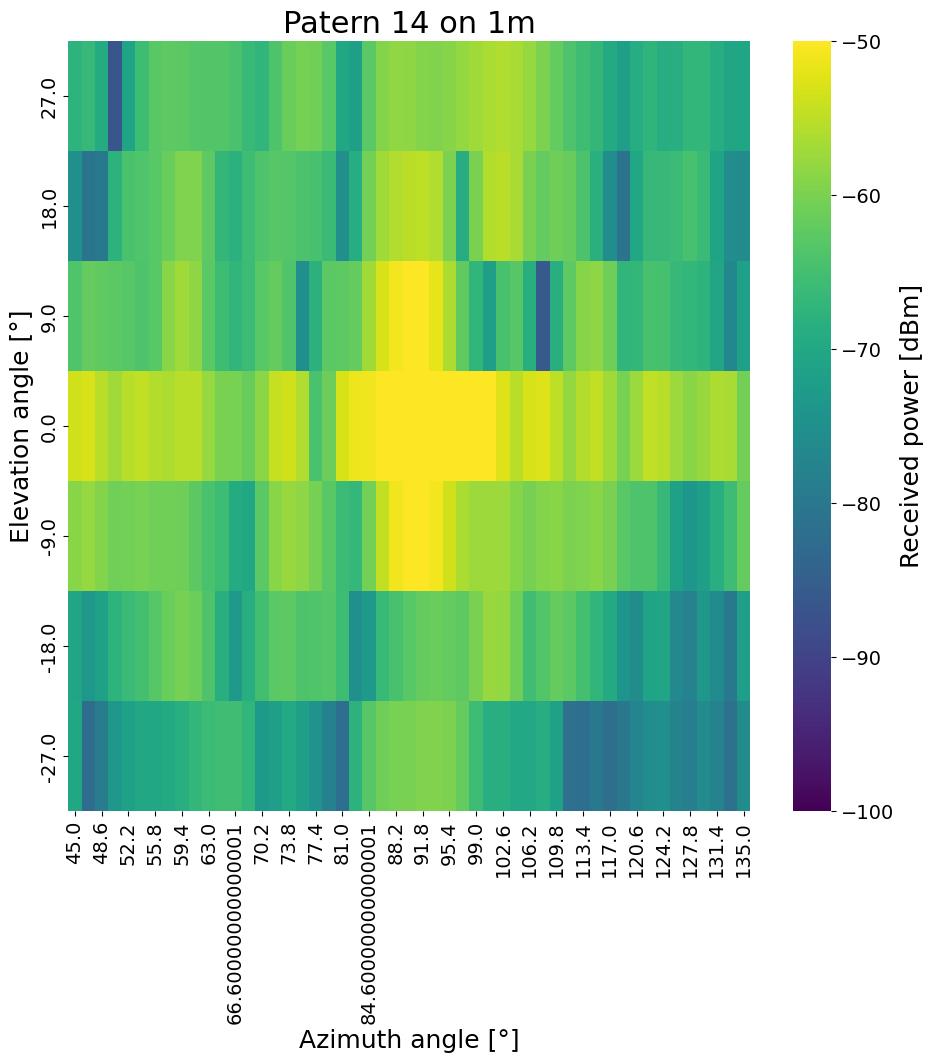 Patern 14 on 1m
Elevation angle [°]
27.0
18.0
9.0
0.0
-9.0
-18.0
-27.0
45.0 48.6 52.2 55.8 59.4 63.0 66.60000000000001 70.2 73.8 77.4 81.0 84.60000000000001 88.2 91.8 95.4 99.0 102.6 106.2 109.8 113.4 117.0 120.6 124.2 127.8 131.4 135.0
Azimuth angle [°]
−50
−60
−70
−80
−90
−100
Received power [dBm]